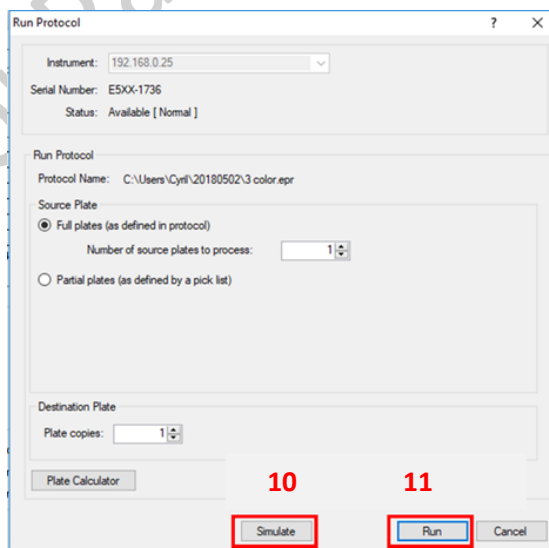 Run Protocol ? X
Instrument: 192.168.0.25
Serial Number: E5XX-1736
Status: Available [ Normal ]
Run Protocol
Protocol Name: C:\Users\Cyril\20180502\3 color.epr
Source Plate
Full plates (as defined in protocol)
Number of source plates to process: 1
Partial plates (as defined by a pick list)
Destination Plate
Plate copies: 1
Plate Calculator
10 11
Simulate Run Cancel